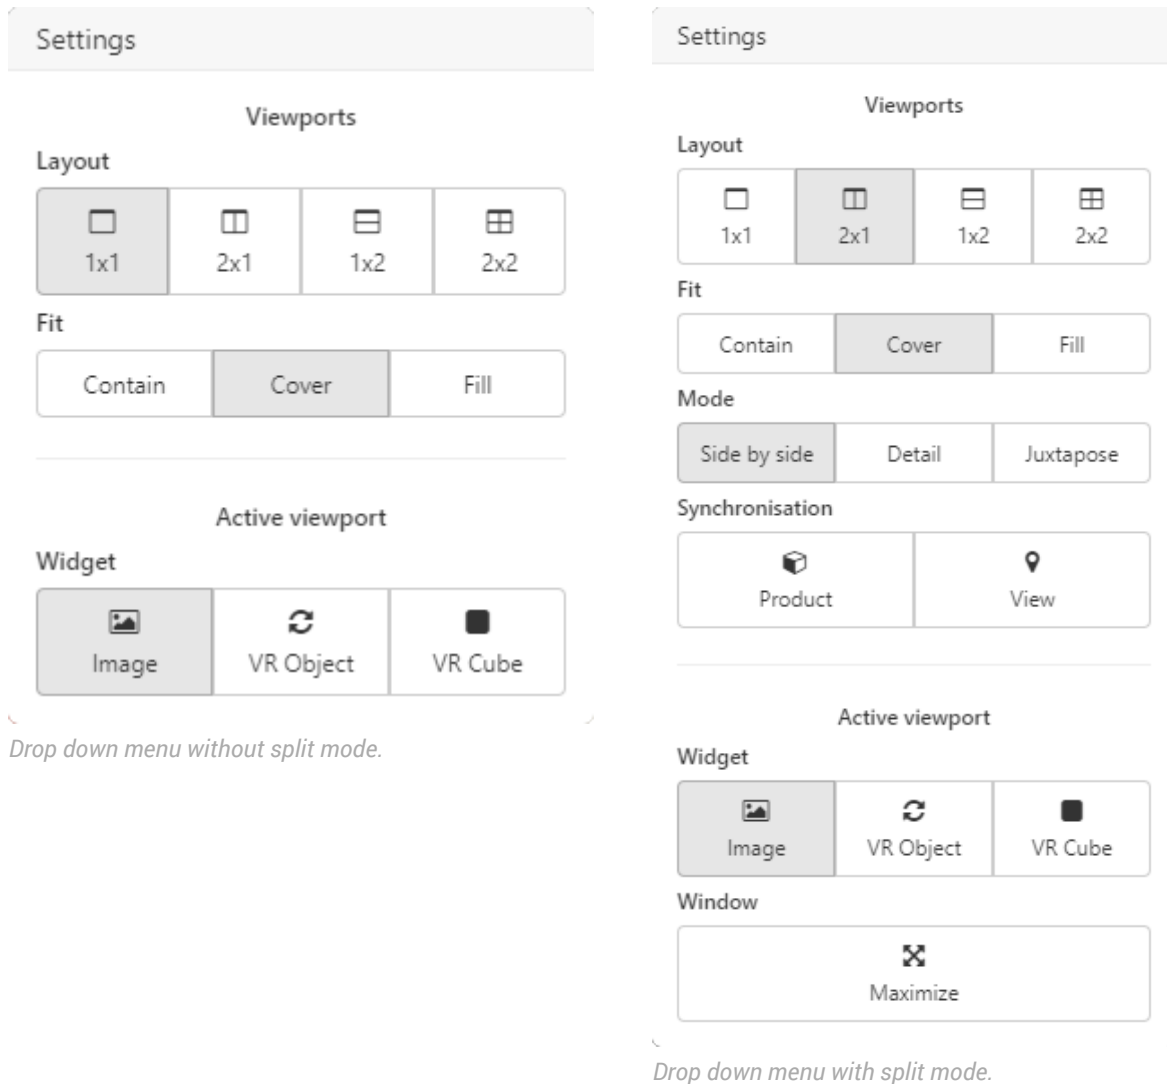 Settings
Viewports
Layout
1x1 2x1 1x2 2x2
Fit
Contain Cover Fill
Active viewport
Widget
Image VR Object VR Cube
Drop down menu without split mode.
Settings
Viewports
Layout
1x1 2x1 1x2 2x2
Fit
Contain Cover Fill
Mode
Side by side Detail Juxtapose
Synchronisation
Product View
Active viewport
Widget
Image VR Object VR Cube
Window
Maximize
Drop down menu with split mode.